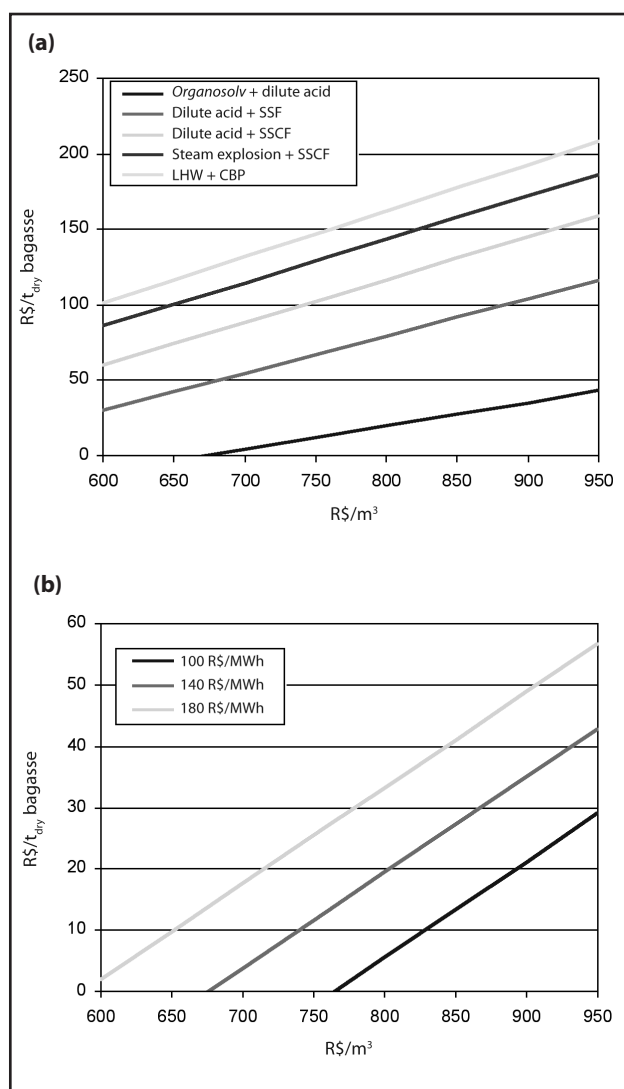 (a)
250
200
150
100
50
0
R$/t_dry bagasse
Organosolv + dilute acid
Dilute acid + SSF
Dilute acid + SSCF
Steam explosion + SSCF
LHW + CBP
600 650 700 750 800 850 900 950
R$/m³
(b)
60
50
40
30
20
10
0
R$/t_dry bagasse
100 R$/MWh
140 R$/MWh
180 R$/MWh
600 650 700 750 800 850 900 950
R$/m³